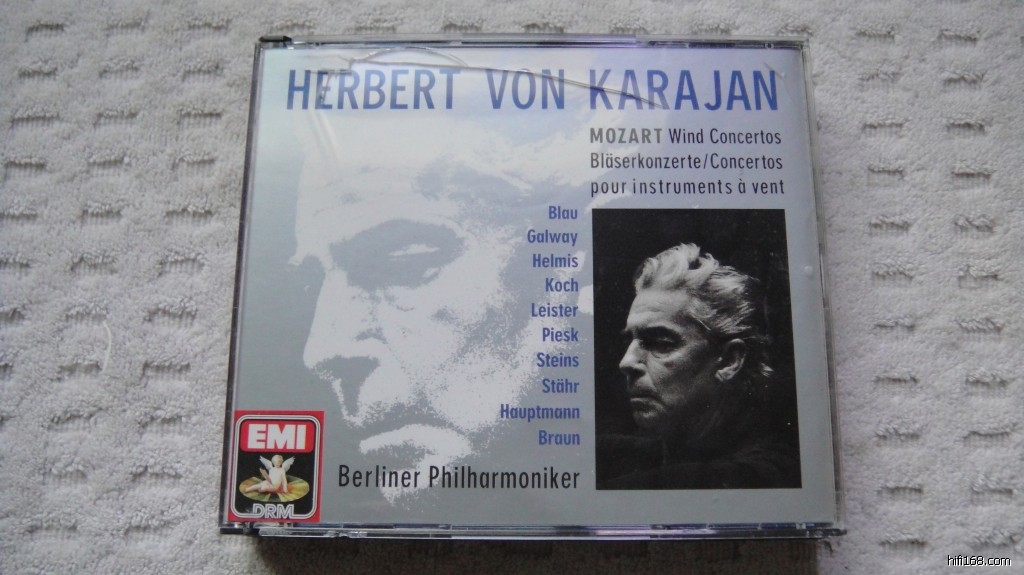 HERBERT VON KARAJAN
MOZART Wind Concertos
Bläserkonzerte/Concertos
pour instruments à vent
Blau
Galway
Helmis
Koch
Leister
Piesk
Steins
Stähr
Hauptmann
Braun
Berliner Philharmoniker
EMI
DRM
hifi168.com